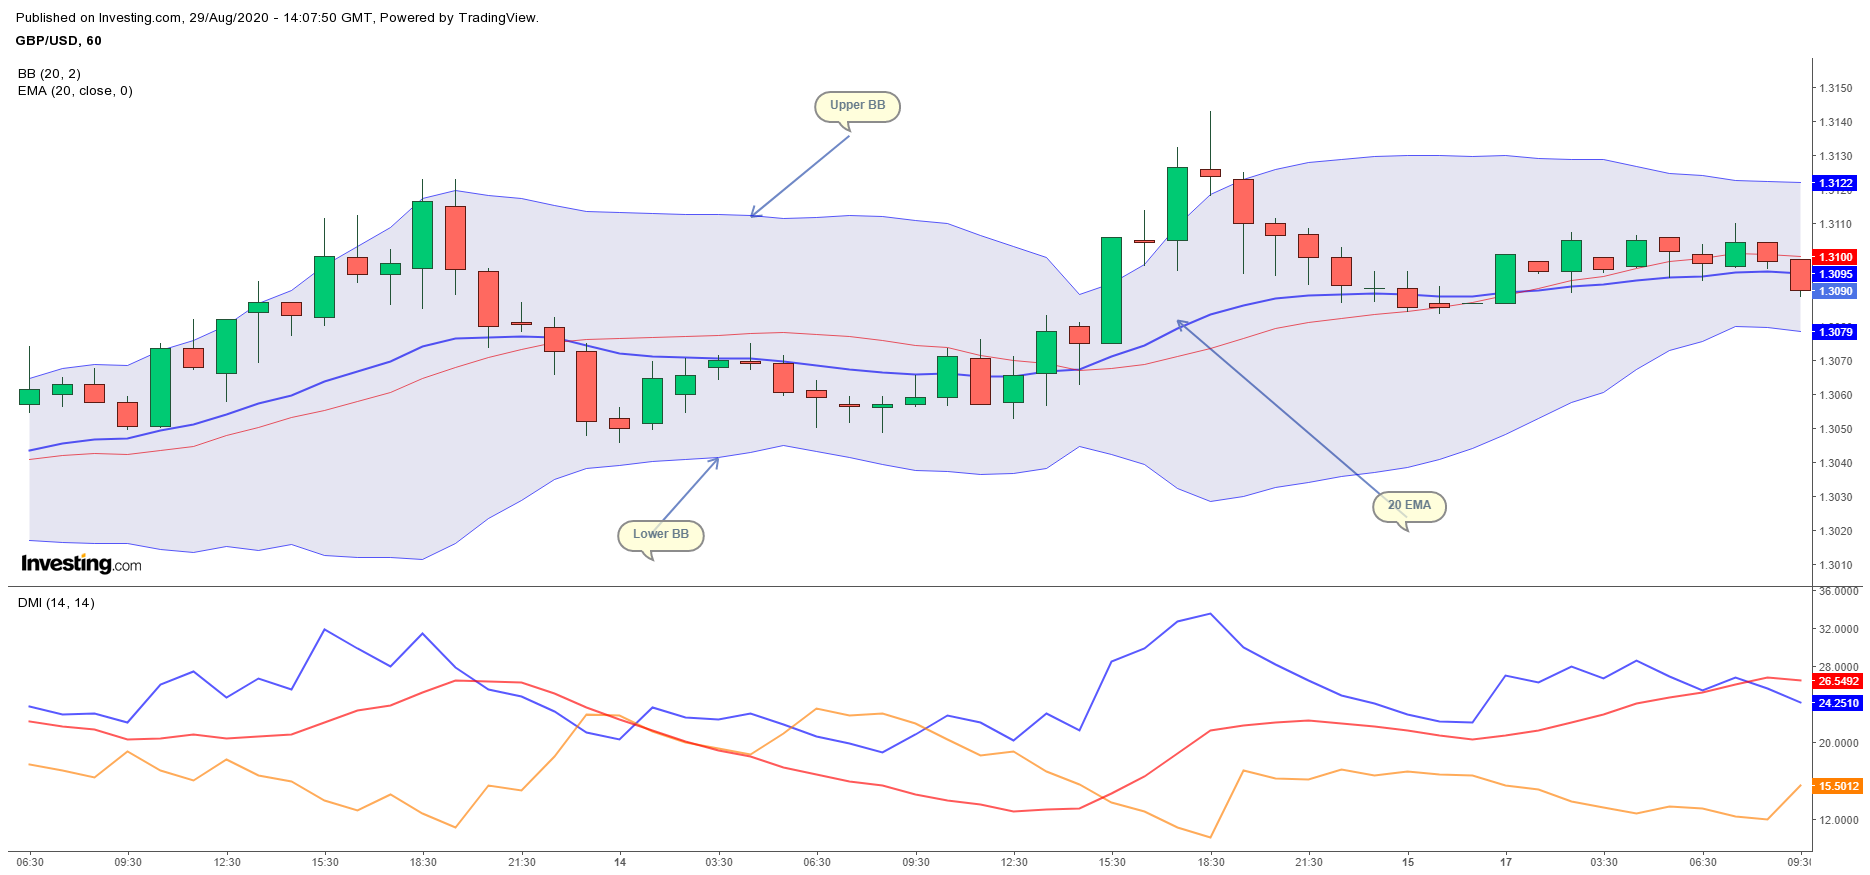 Published on Investing.com, 29/Aug/2020 - 14:07:50 GMT, Powered by TradingView.
GBP/USD, 60
BB (20, 2)
EMA (20, close, 0)
Upper BB
Lower BB
20 EMA
1.3150
1.3140
1.3130
1.3122
1.3110
1.3100
1.3095
1.3090
1.3079
1.3070
1.3060
1.3050
1.3040
1.3030
1.3020
1.3010
Investing.com
DMI (14, 14)
36.0000
32.0000
28.0000
26.5492
24.2510
20.0000
15.5012
12.0000
06:30 09:30 12:30 15:30 18:30 21:30 14 03:30 06:30 09:30 12:30 15:30 18:30 21:30 15 17 03:30 06:30 09:30